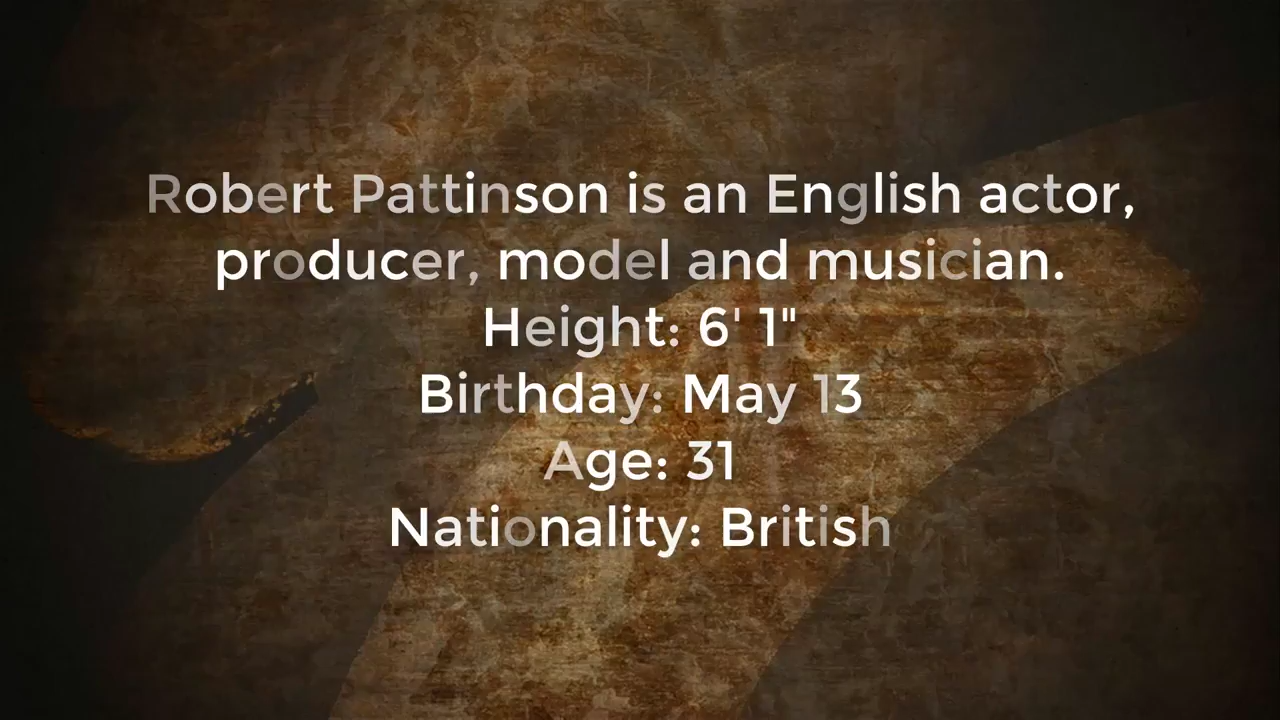 Robert Pattinson is an English actor,
producer, model and musician.
Height: 6' 1"
Birthday: May 13
Age: 31
Nationality: British